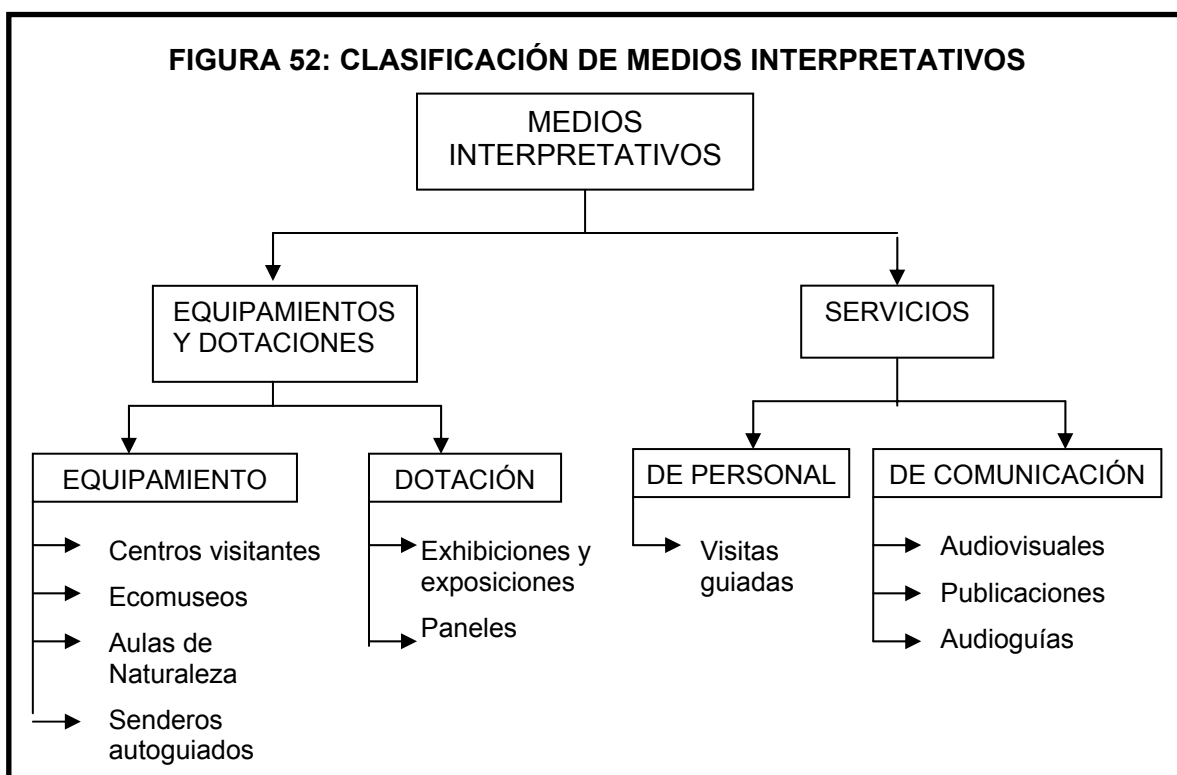 FIGURA 52: CLASIFICACIÓN DE MEDIOS INTERPRETATIVOS
MEDIOS
INTERPRETATIVOS
EQUIPAMIENTOS
Y DOTACIONES
SERVICIOS
EQUIPAMIENTO
DOTACIÓN
DE PERSONAL
DE COMUNICACIÓN
Centros visitantes
Ecomuseos
Aulas de
Naturaleza
Senderos
autoguiados
Exhibiciones y
exposiciones
Paneles
Visitas
guiadas
Audiovisuales
Publicaciones
Audioguías